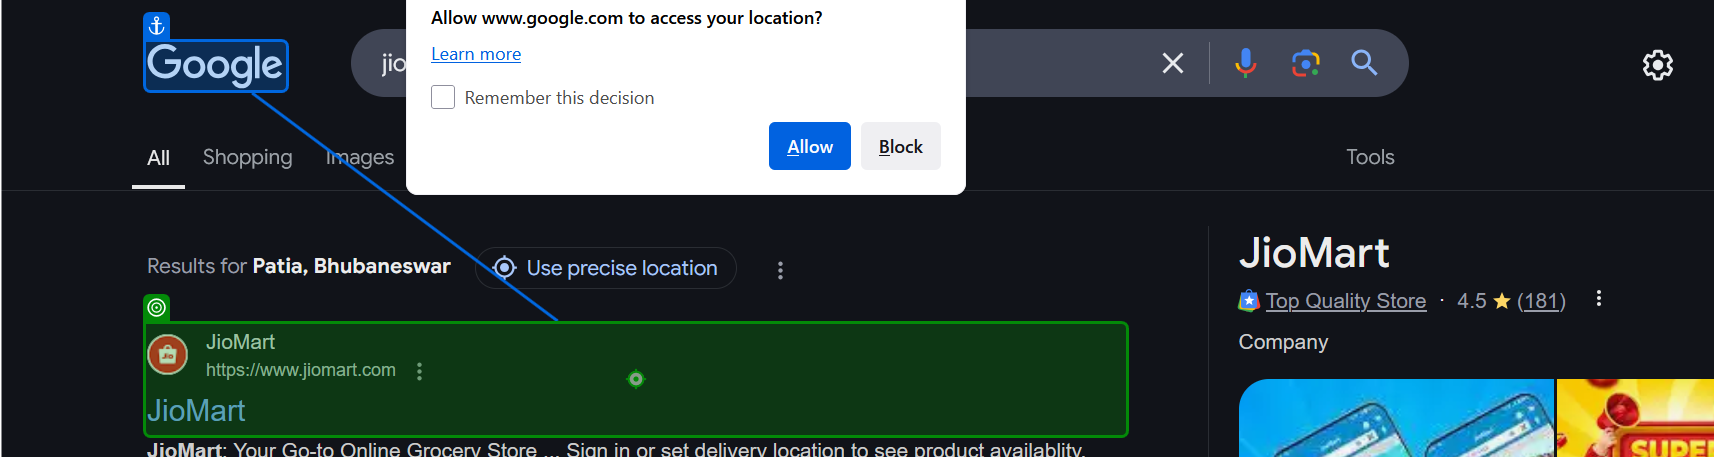 Allow www.google.com to access your location?
Learn more
Remember this decision
Allow Block
Google
jio
All Shopping Images
Tools
Results for Patia, Bhubaneswar
Use precise location
JioMart
https://www.jiomart.com
JioMart
JioMart: Your Go-to Online Grocery Store ... Sign in or set delivery location to see product availablity.
JioMart
Top Quality Store · 4.5 (181)
Company
SUPER